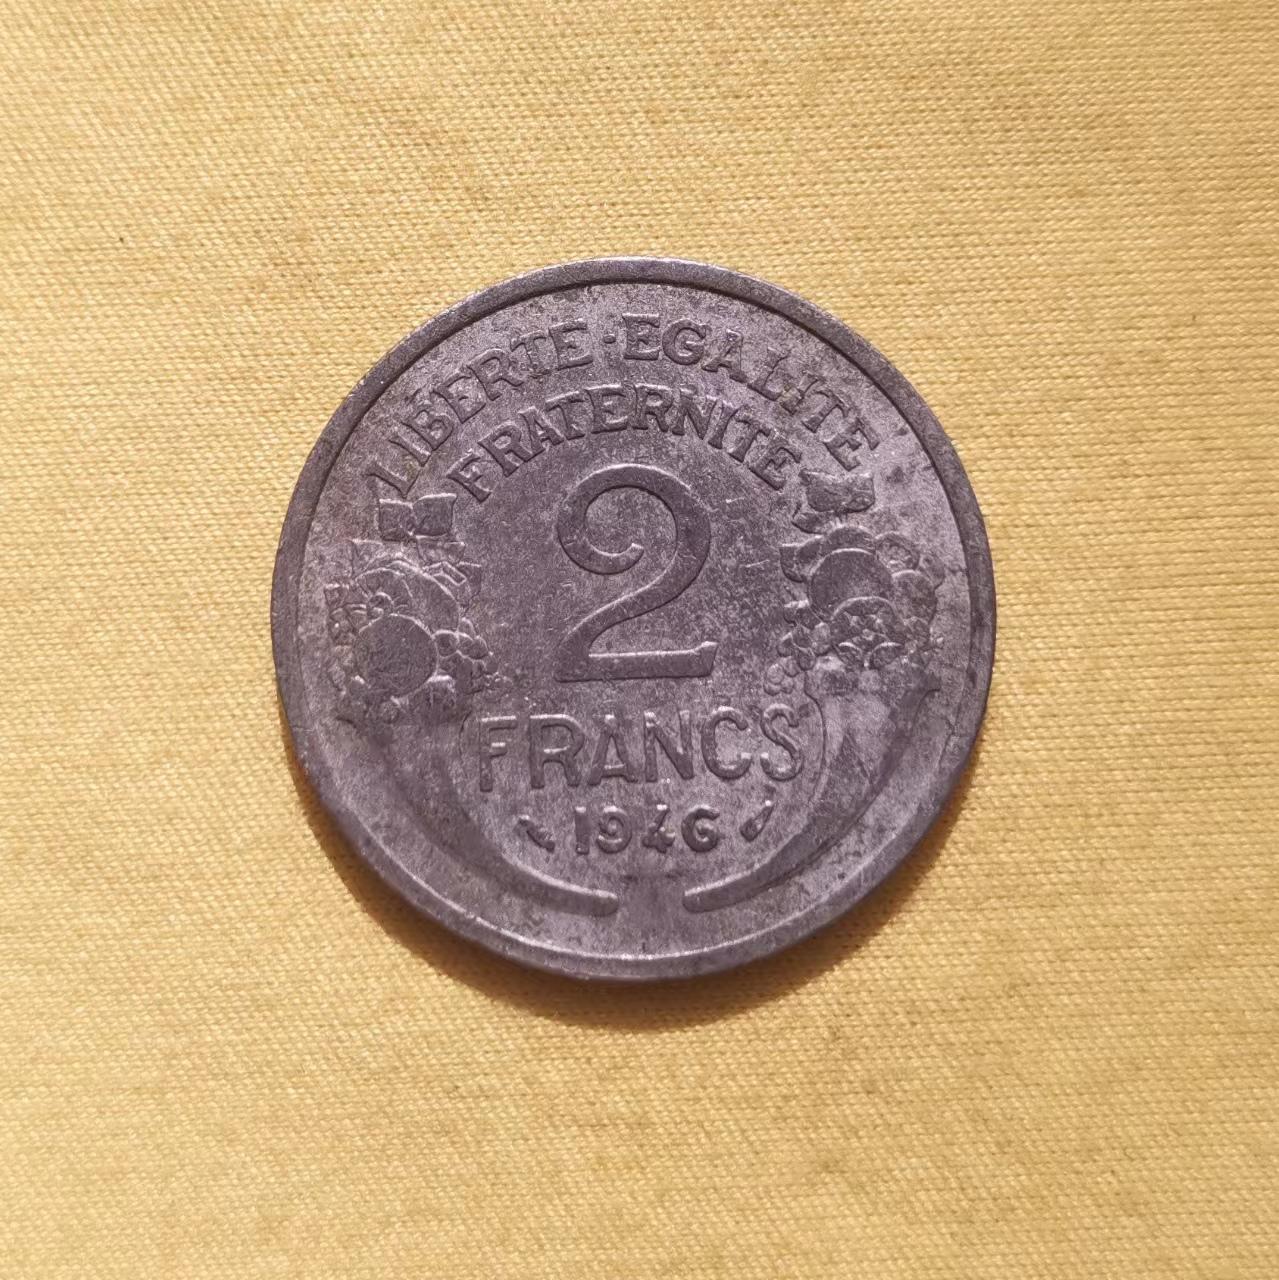 LIBERTE·EGALITE
FRATERNITE
2
FRANCS
1946